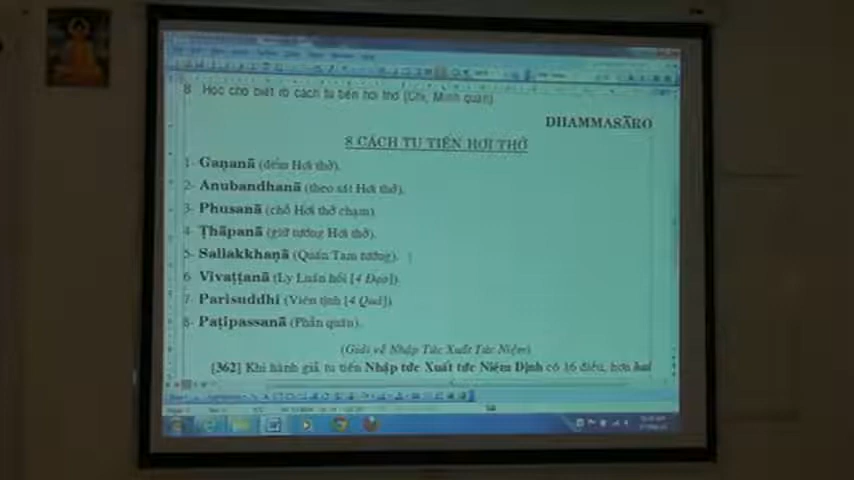 8 Học cho biết rõ cách tu tiến hơi thở (Chỉ, Minh quán)
DHAMMASĀRO
8 CÁCH TU TIẾN HƠI THỞ
1- Gaṇanā (đếm Hơi thở).
2- Anubandhanā (theo sát Hơi thở).
3- Phusanā (chỗ Hơi thở chạm).
4- Ṭhāpanā (giữ tướng Hơi thở).
5- Sallakkhaṇā (Quán Tam tướng).
6- Vivaṭṭanā (Ly Luân hồi [4 Đạo]).
7- Parisuddhi (Viên tịnh [4 Quả]).
8- Paṭipassanā (Phản quán).
(Giải về Nhập Tức Xuất Tức Niệm)
[362] Khi hành giả tu tiến Nhập tức Xuất tức Niệm Định có 16 điều, hơn hai